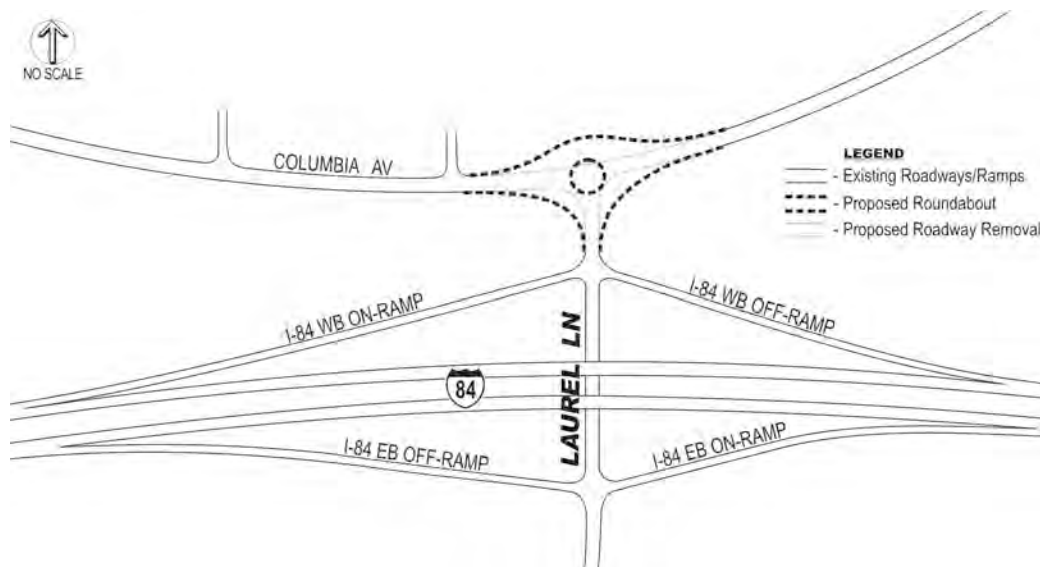 NO SCALE
COLUMBIA AV
LEGEND
- Existing Roadways/Ramps
- Proposed Roundabout
- Proposed Roadway Removal
I-84 WB ON-RAMP
I-84 WB OFF-RAMP
84
LAUREL LN
I-84 EB OFF-RAMP
I-84 EB ON-RAMP